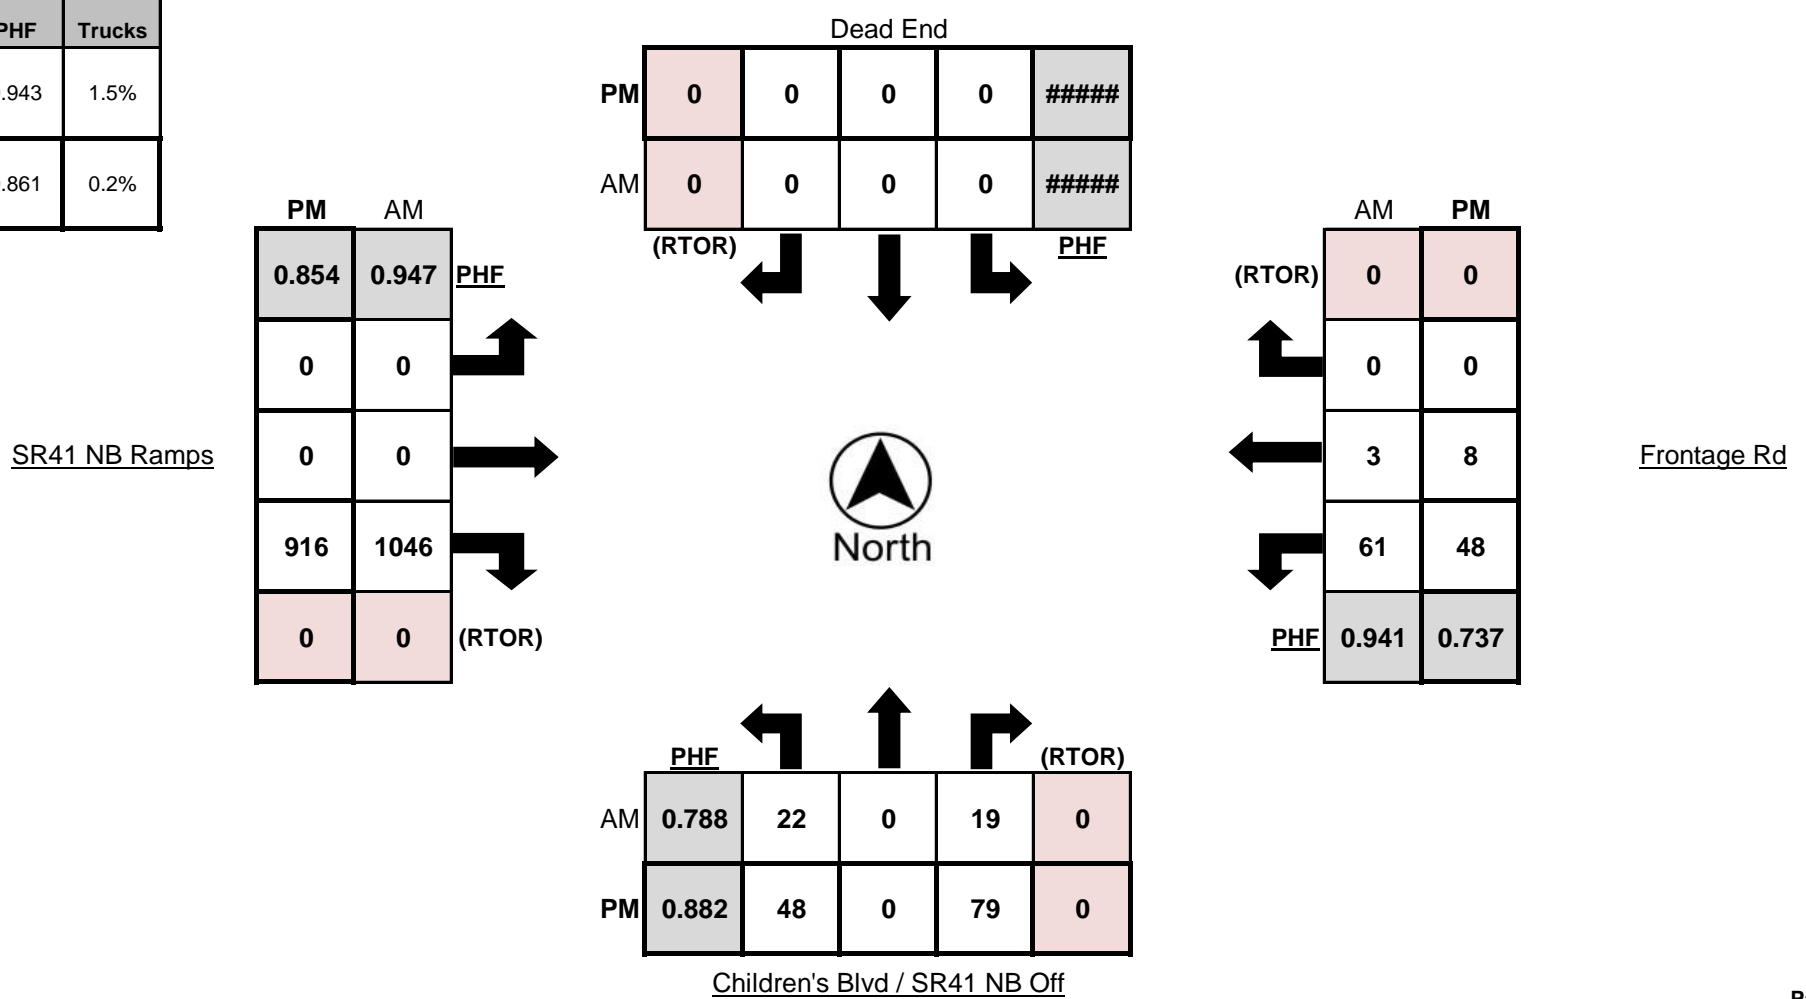 PHF Trucks
.943 1.5%
.861 0.2%
Dead End
PM 0 0 0 0 #####
AM 0 0 0 0 #####
(RTOR) PHF
PM AM
0.854 0.947 PHF
0 0
0 0
916 1046
0 0 (RTOR)
SR41 NB Ramps
North
AM PM
(RTOR) 0 0
0 0
3 8
61 48
PHF 0.941 0.737
Frontage Rd
PHF (RTOR)
AM 0.788 22 0 19 0
PM 0.882 48 0 79 0
Children's Blvd / SR41 NB Off